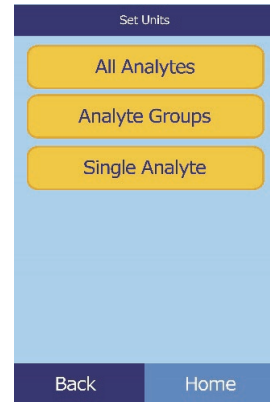 Set Units
All Analytes
Analyte Groups
Single Analyte
Back Home